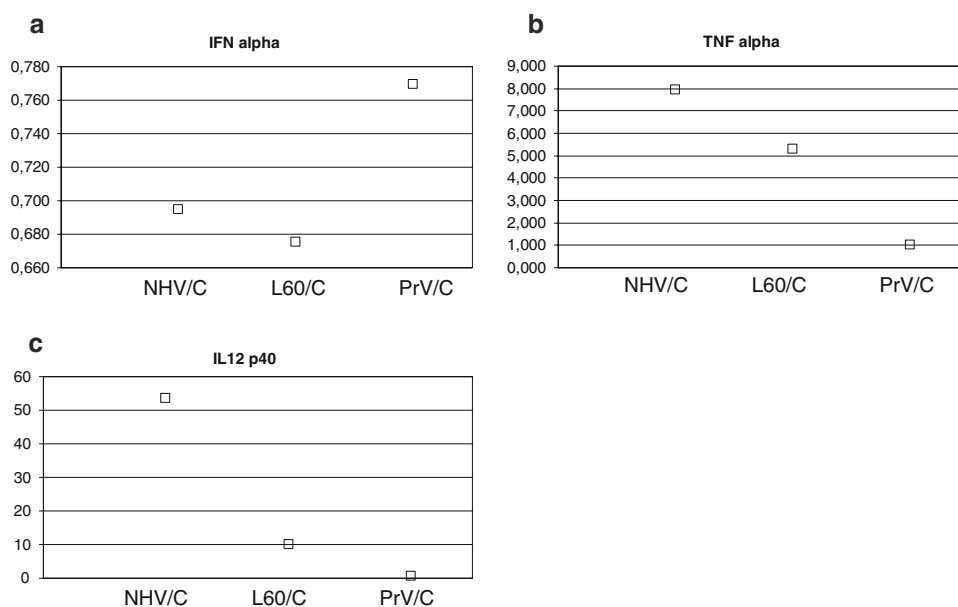 a
IFN alpha
0,780
0,760
0,740
0,720
0,700
0,680
0,660
NHV/C L60/C PrV/C
b
TNF alpha
9,000
8,000
7,000
6,000
5,000
4,000
3,000
2,000
1,000
0,000
NHV/C L60/C PrV/C
c
IL12 p40
60
50
40
30
20
10
0
NHV/C L60/C PrV/C